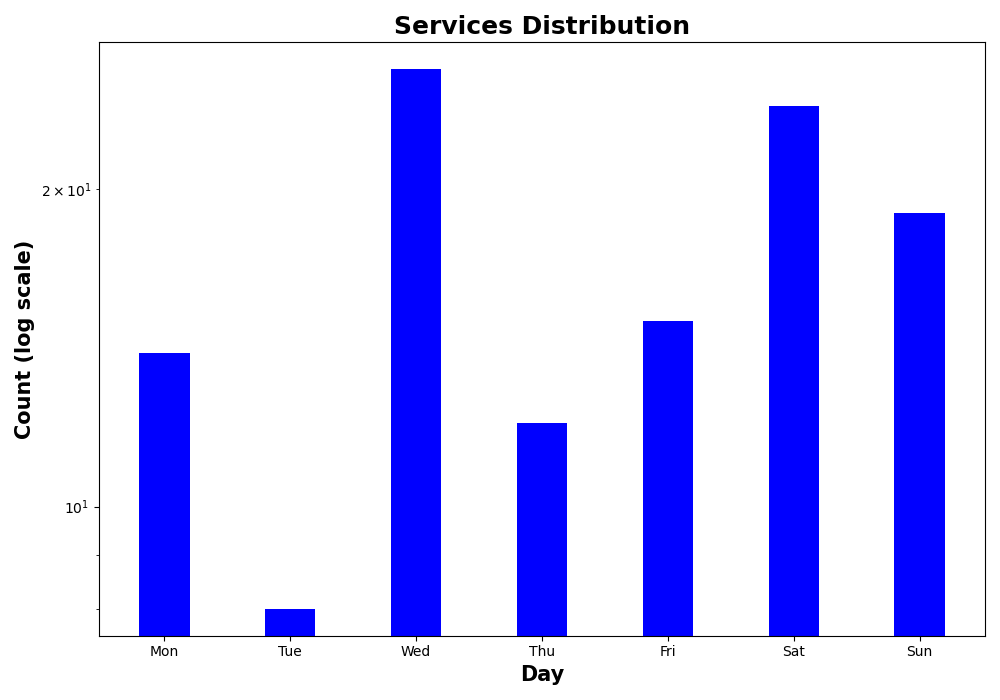 Services Distribution
Count (log scale)
2 × 10¹
10¹
Mon Tue Wed Thu Fri Sat Sun
Day